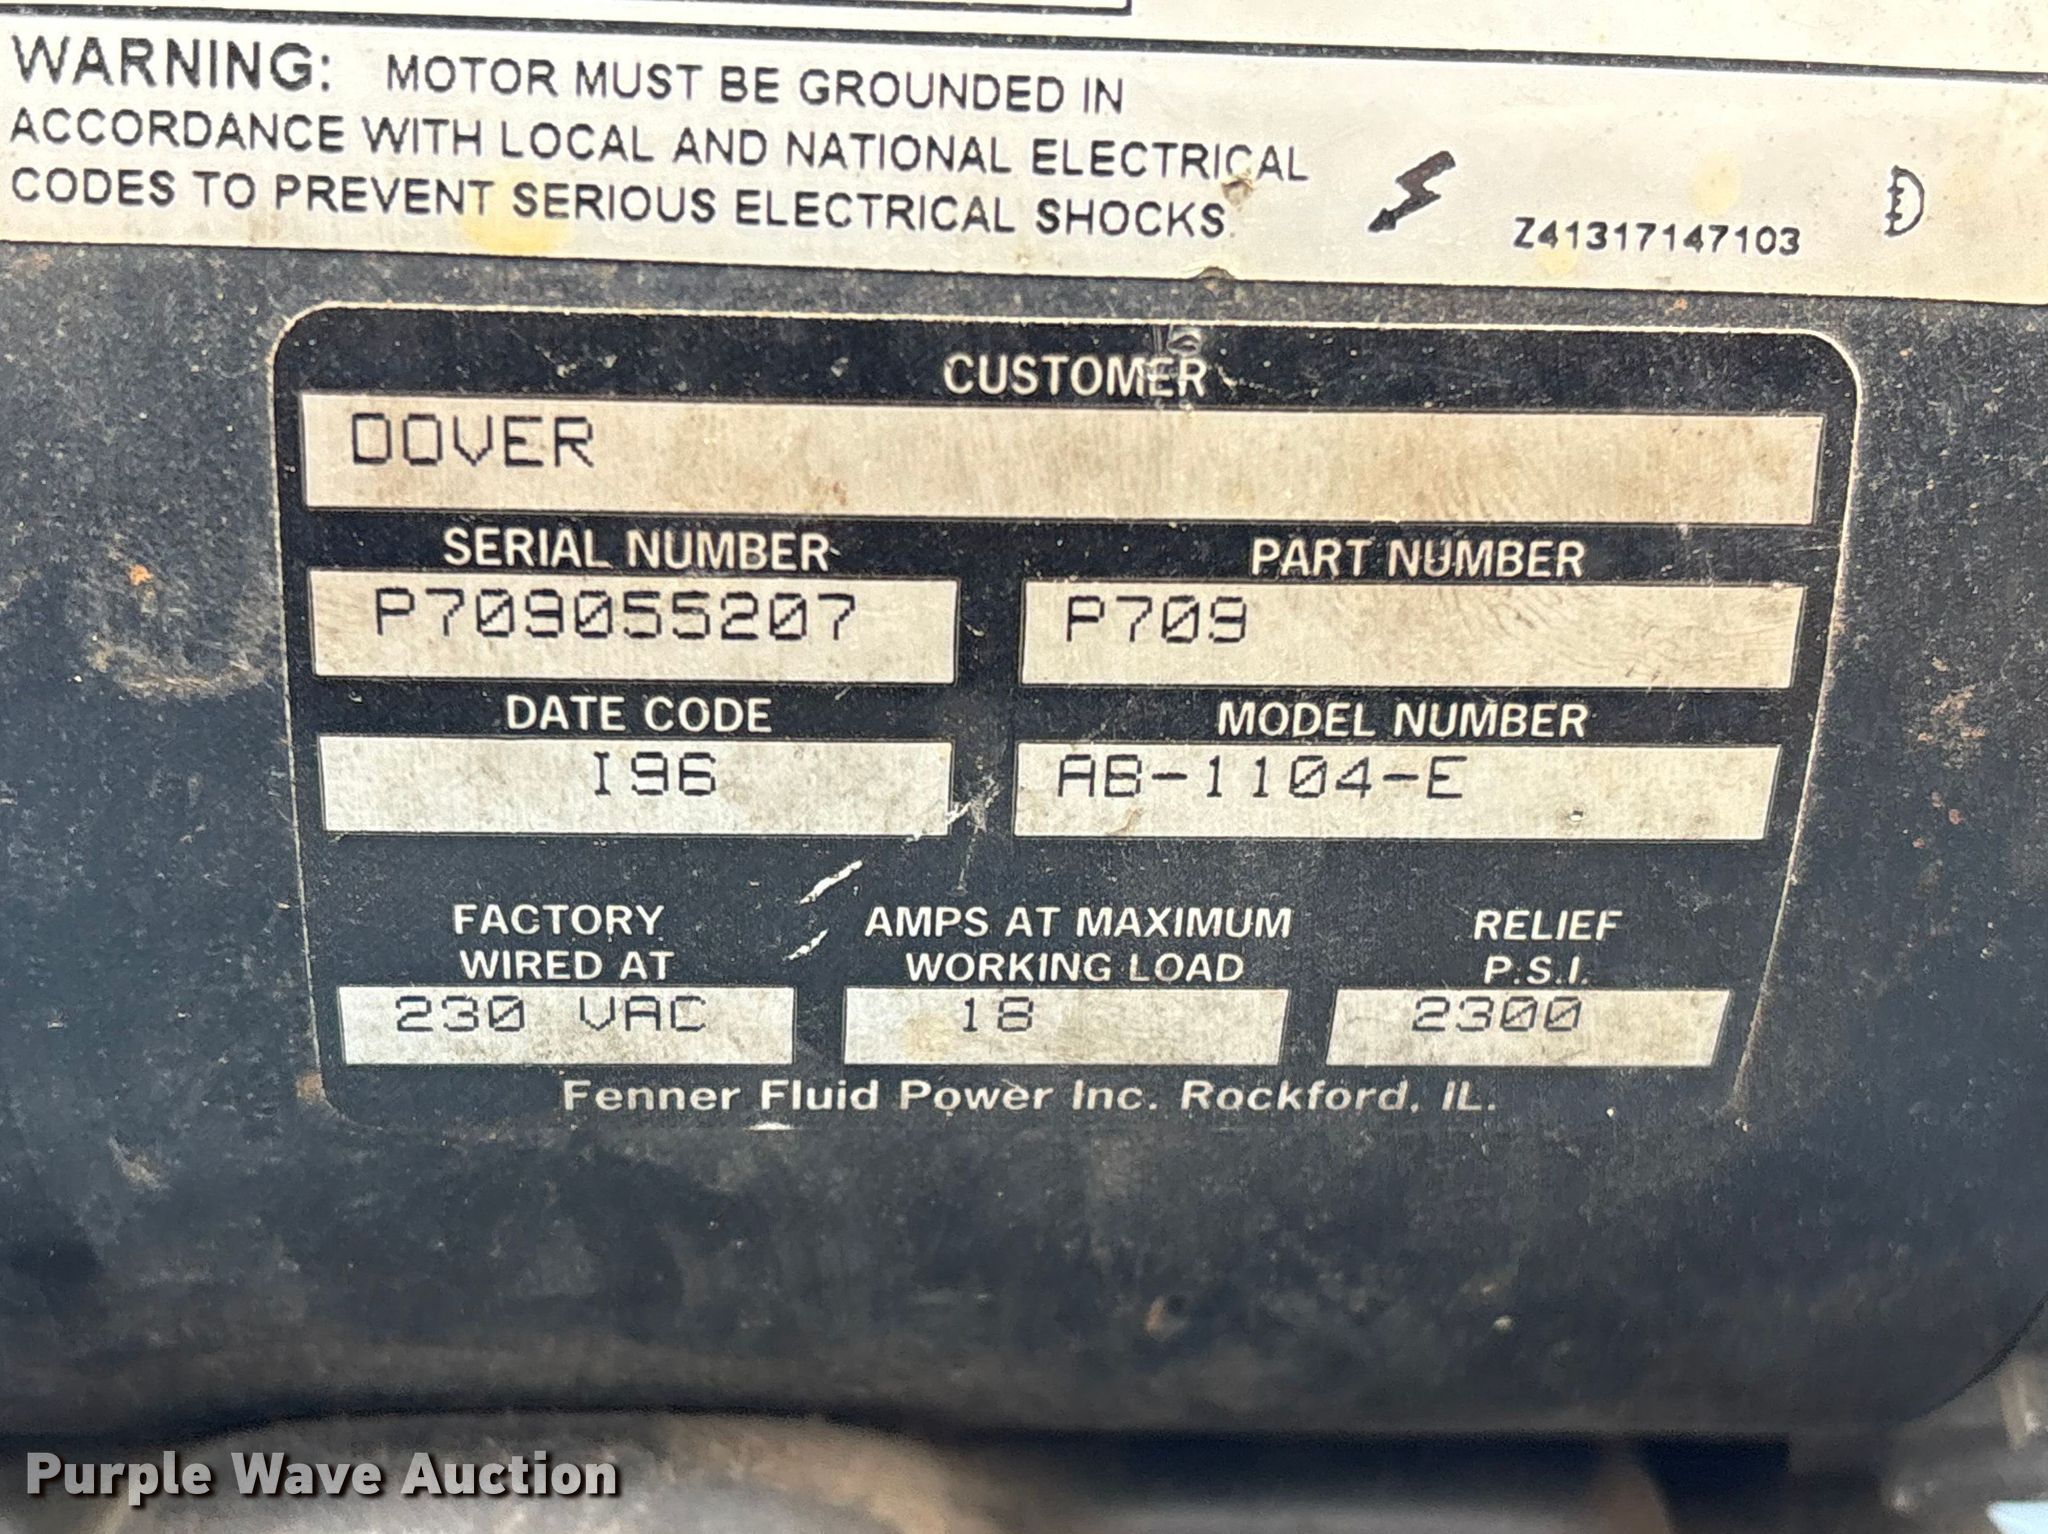 WARNING: MOTOR MUST BE GROUNDED IN
ACCORDANCE WITH LOCAL AND NATIONAL ELECTRICAL
CODES TO PREVENT SERIOUS ELECTRICAL SHOCKS.
Z41317147103
CUSTOMER
DOVER
SERIAL NUMBER PART NUMBER
P709055207 P709
DATE CODE MODEL NUMBER
I96 AB-1104-E
FACTORY AMPS AT MAXIMUM RELIEF
WIRED AT WORKING LOAD P.S.I.
230 VAC 18 2300
Fenner Fluid Power Inc. Rockford, IL.
Purple Wave Auction